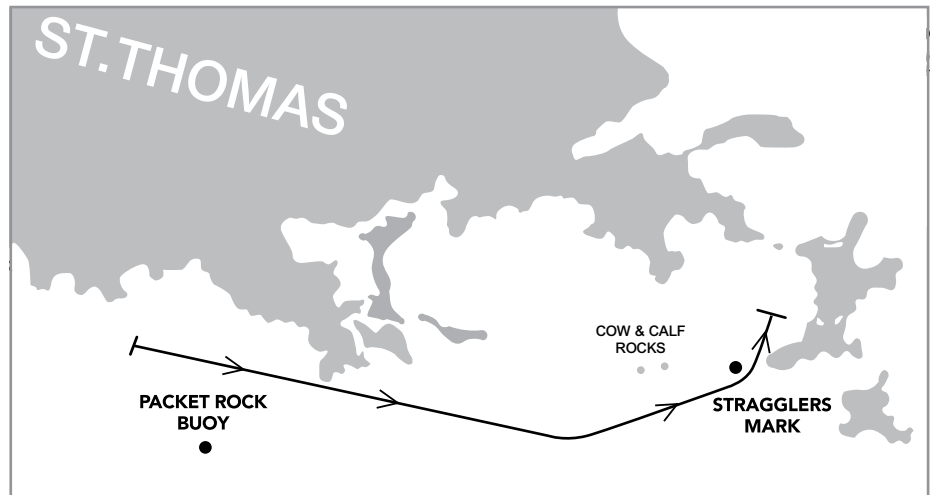 ST.THOMAS
COW & CALF
ROCKS
PACKET ROCK
BUOY
STRAGGLERS
MARK